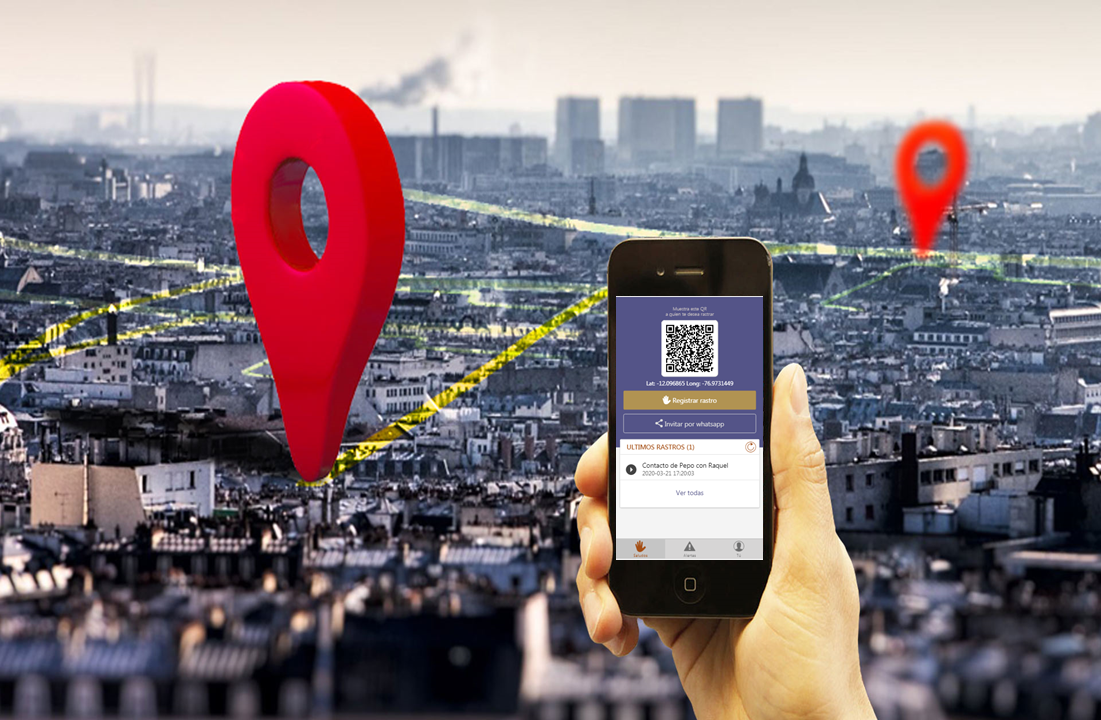 Muestra este QR
a quien te desea rastrar
Lat: -12.096865 Long: -76.9731449
Registrar rastro
Invitar por whatsapp
ULTIMOS RASTROS (1)
Contacto de Pepo con Raquel
2020-03-21 17:20:03
Ver todas
Tu